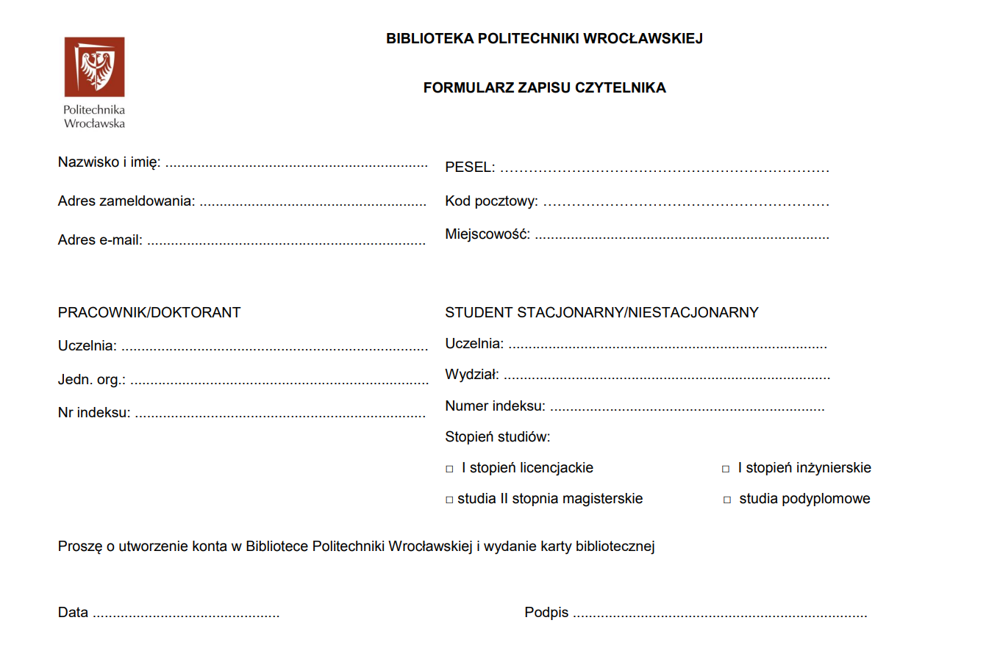 BIBLIOTEKA POLITECHNIKI WROCŁAWSKIEJ
FORMULARZ ZAPISU CZYTELNIKA
Politechnika
Wrocławska
Nazwisko i imię: ..................................................................
Adres zameldowania: .........................................................
Adres e-mail: ......................................................................
PESEL: ……………………………………………………………
Kod pocztowy: ……………………………………………………
Miejscowość: ..........................................................................
PRACOWNIK/DOKTORANT
Uczelnia: .............................................................................
Jedn. org.: ...........................................................................
Nr indeksu: .........................................................................
STUDENT STACJONARNY/NIESTACJONARNY
Uczelnia: ................................................................................
Wydział: ..................................................................................
Numer indeksu: .....................................................................
Stopień studiów:
□ I stopień licencjackie □ I stopień inżynierskie
□ studia II stopnia magisterskie □ studia podyplomowe
Proszę o utworzenie konta w Bibliotece Politechniki Wrocławskiej i wydanie karty bibliotecznej
Data ............................................... Podpis ..........................................................................